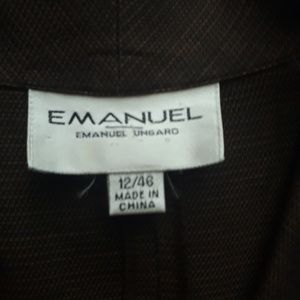 EMANUEL
EMANUEL UNGARO
12/46
MADE IN
CHINA